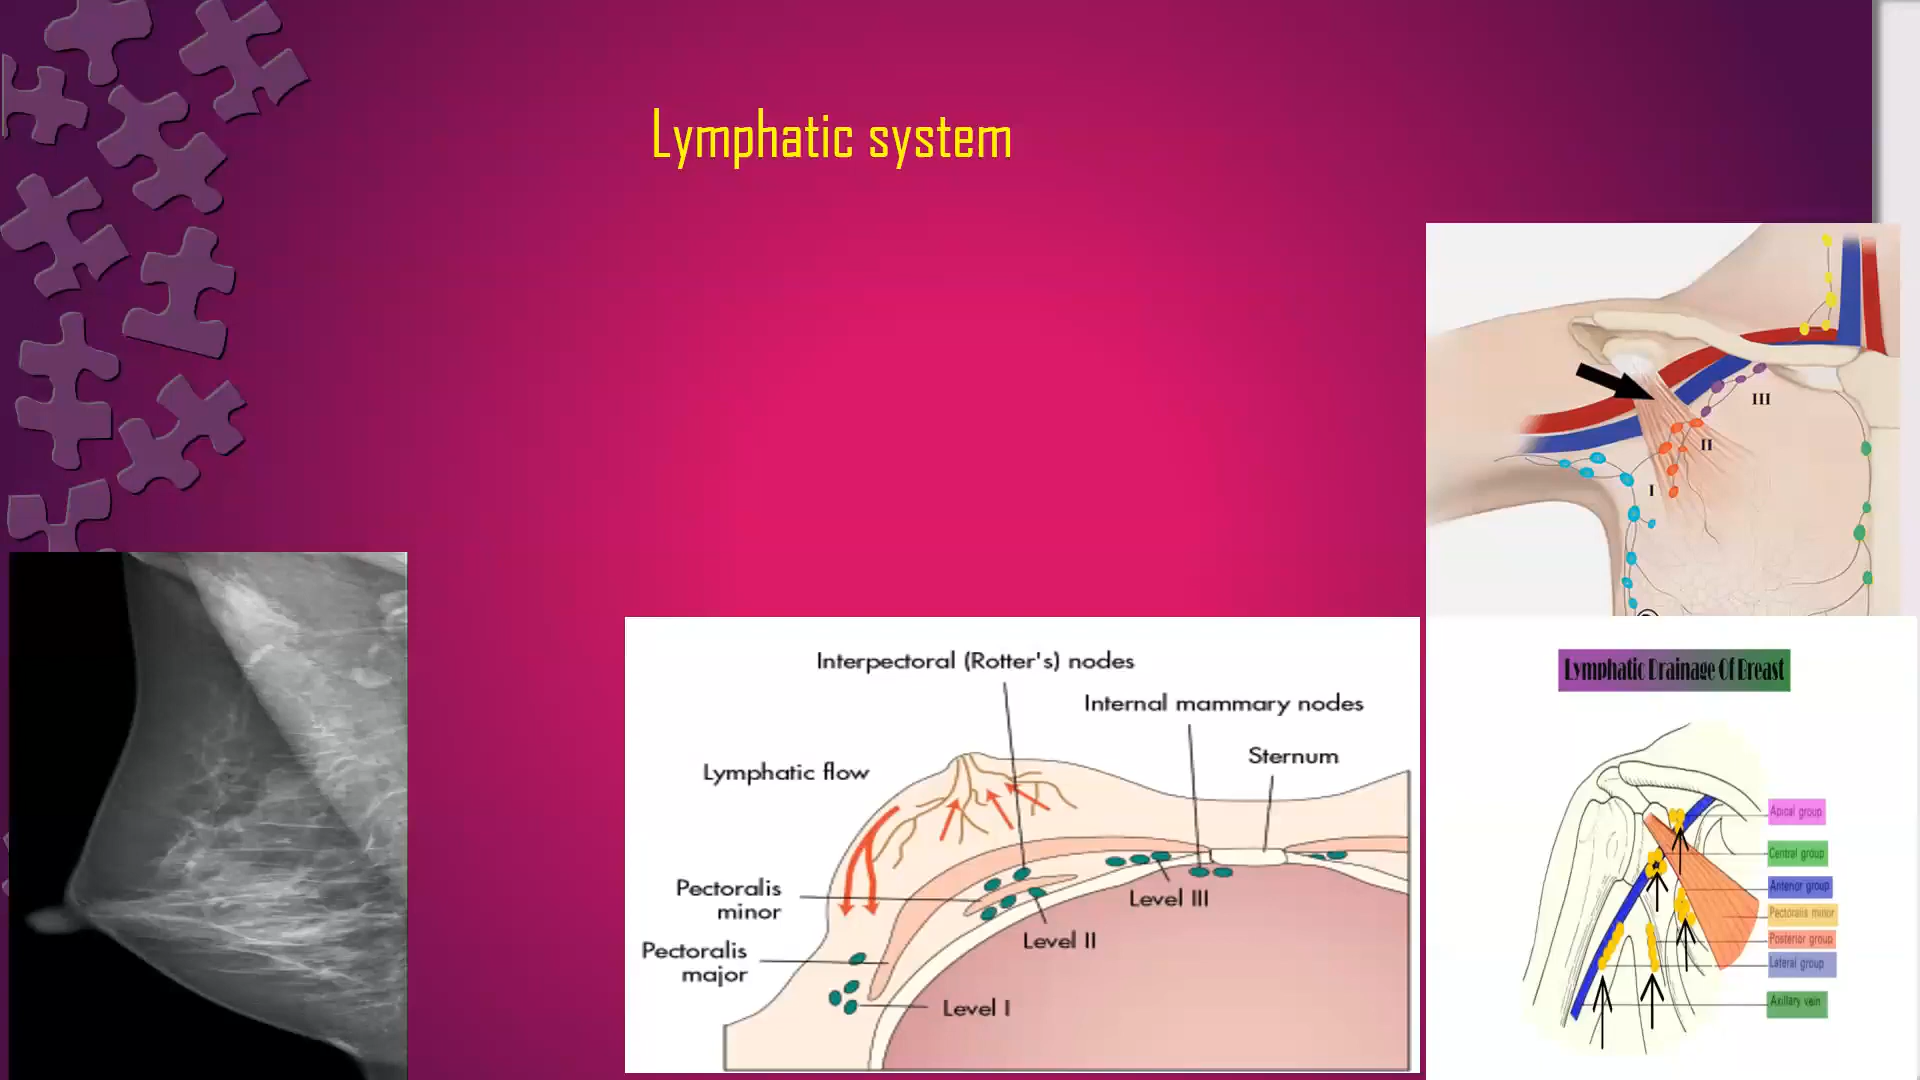 Lymphatic system
III
II
I
Interpectoral (Rotter's) nodes
Internal mammary nodes
Sternum
Lymphatic flow
Pectoralis
minor
Level III
Level II
Pectoralis
major
Level I
Lymphatic Drainage Of Breast
Apical group
Central group
Anterior group
Pectoralis minor
Posterior group
Lateral group
Axillary vein